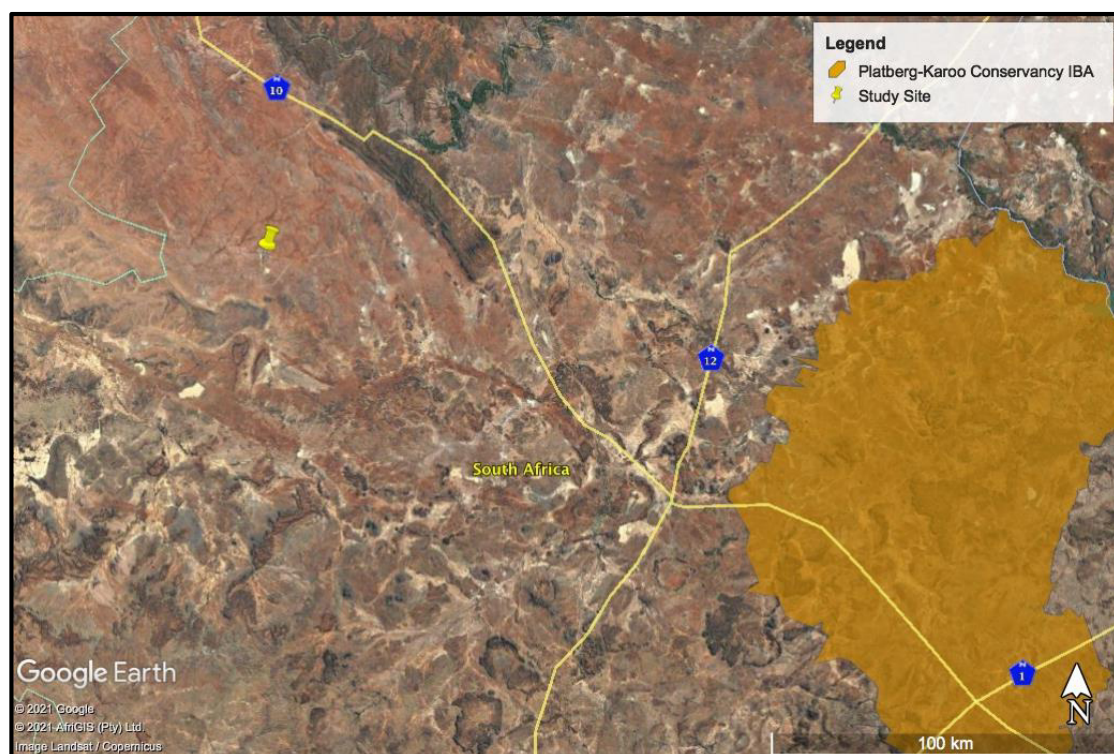 Legend
Platberg-Karoo Conservancy IBA
Study Site
10
12
South Africa
1
Google Earth
© 2021 Google
© 2021 AfriGIS (Pty) Ltd.
Image Landsat / Copernicus
N
100 km